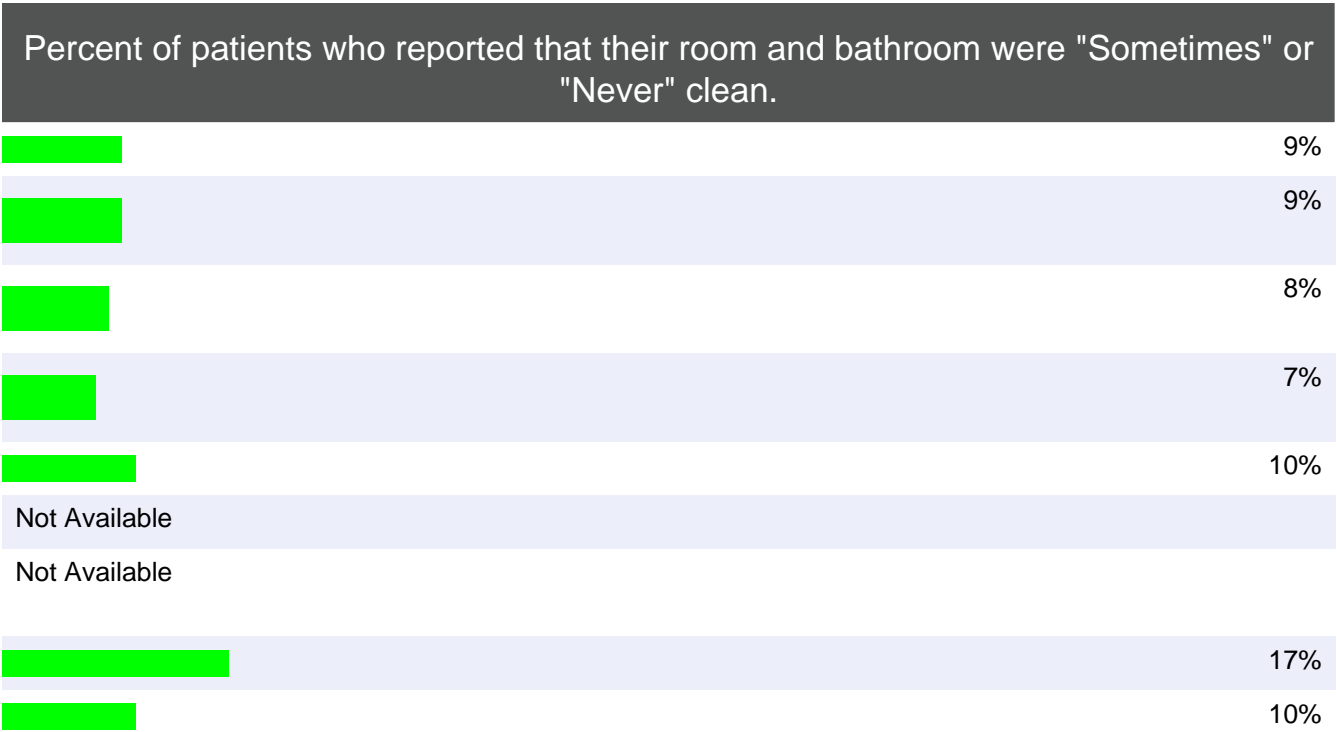 Percent of patients who reported that their room and bathroom were "Sometimes" or
"Never" clean.
9%
9%
8%
7%
10%
Not Available
Not Available
17%
10%